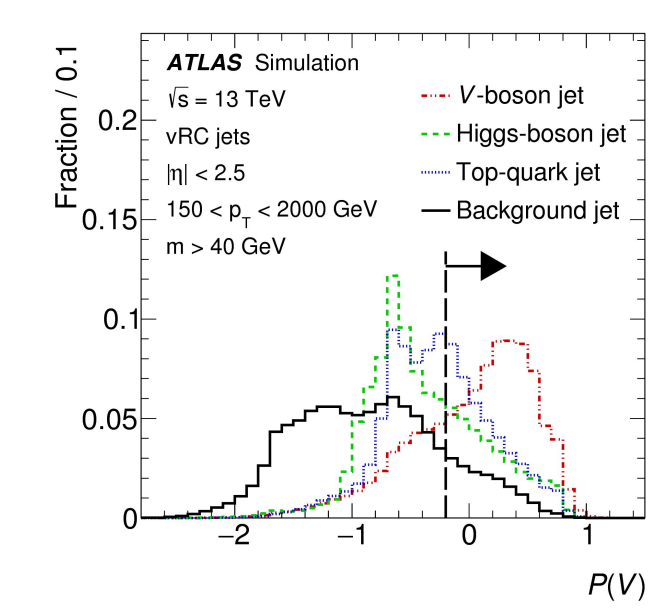 Fraction / 0.1
ATLAS Simulation
√s = 13 TeV
vRC jets
|η| < 2.5
150 < p_T < 2000 GeV
m > 40 GeV
V-boson jet
Higgs-boson jet
Top-quark jet
Background jet
0.2
0.15
0.1
0.05
0
−2 −1 0 1
P(V)